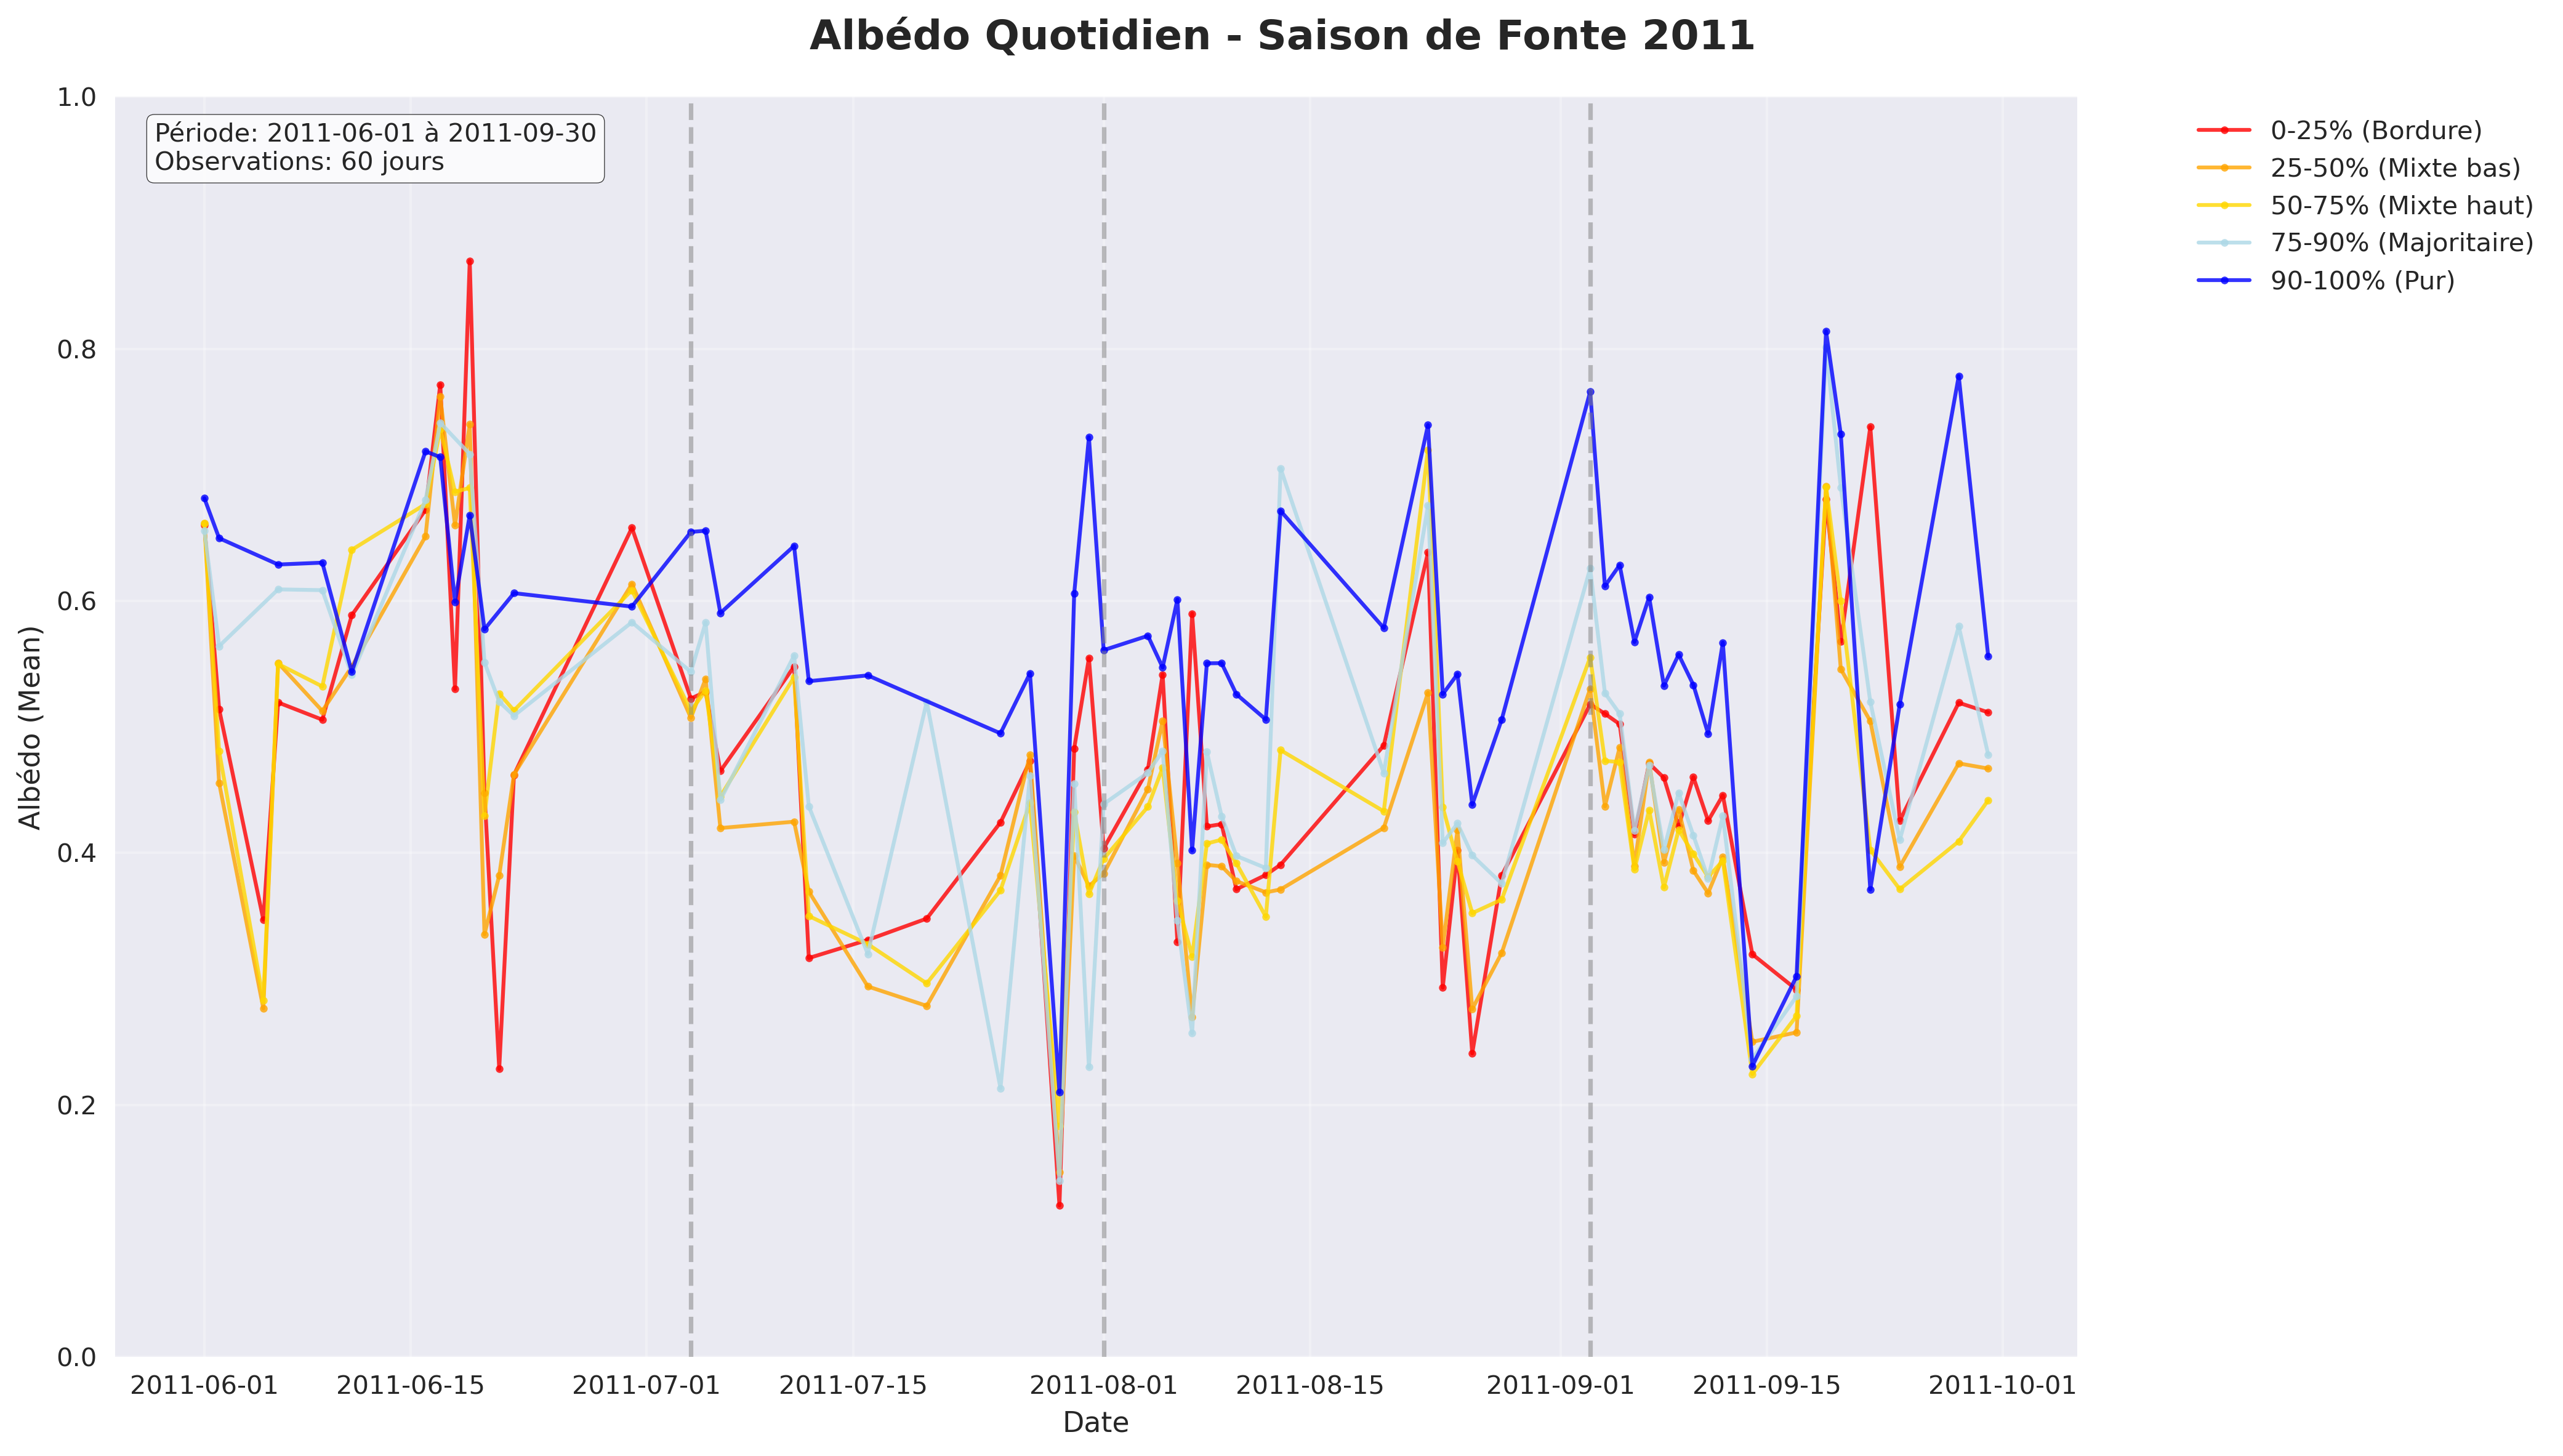 Albédo Quotidien - Saison de Fonte 2011
Période: 2011-06-01 à 2011-09-30
Observations: 60 jours
0-25% (Bordure)
25-50% (Mixte bas)
50-75% (Mixte haut)
75-90% (Majoritaire)
90-100% (Pur)
Albédo (Mean)
1.0
0.8
0.6
0.4
0.2
0.0
2011-06-01 2011-06-15 2011-07-01 2011-07-15 2011-08-01 2011-08-15 2011-09-01 2011-09-15 2011-10-01
Date